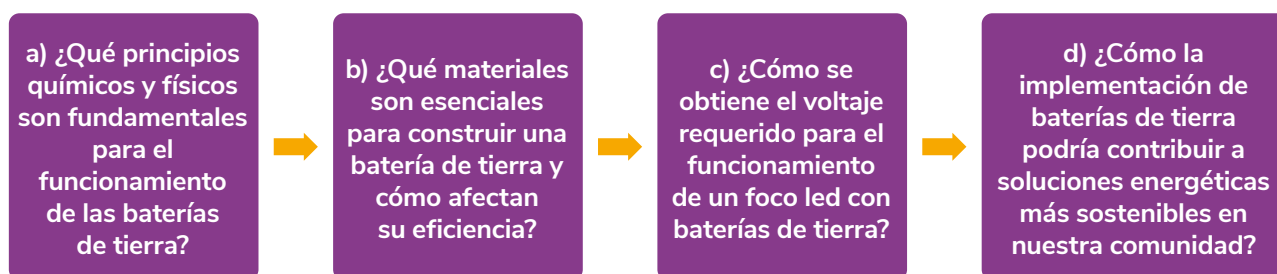 a) ¿Qué principios
químicos y físicos
son fundamentales
para el
funcionamiento
de las baterías
de tierra?
b) ¿Qué materiales
son esenciales
para construir una
batería de tierra y
cómo afectan
su eficiencia?
c) ¿Cómo se
obtiene el voltaje
requerido para el
funcionamiento
de un foco led con
baterías de tierra?
d) ¿Cómo la
implementación de
baterías de tierra
podría contribuir a
soluciones energéticas
más sostenibles en
nuestra comunidad?